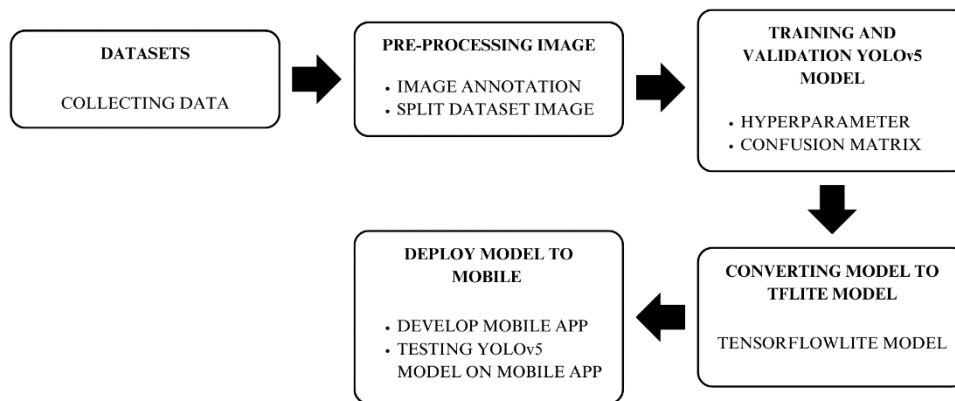 DATASETS
COLLECTING DATA
PRE-PROCESSING IMAGE
• IMAGE ANNOTATION
• SPLIT DATASET IMAGE
TRAINING AND
VALIDATION YOLOv5
MODEL
• HYPERPARAMETER
• CONFUSION MATRIX
CONVERTING MODEL TO
TFLITE MODEL
TENSORFLOWLITE MODEL
DEPLOY MODEL TO
MOBILE
• DEVELOP MOBILE APP
• TESTING YOLOv5
MODEL ON MOBILE APP